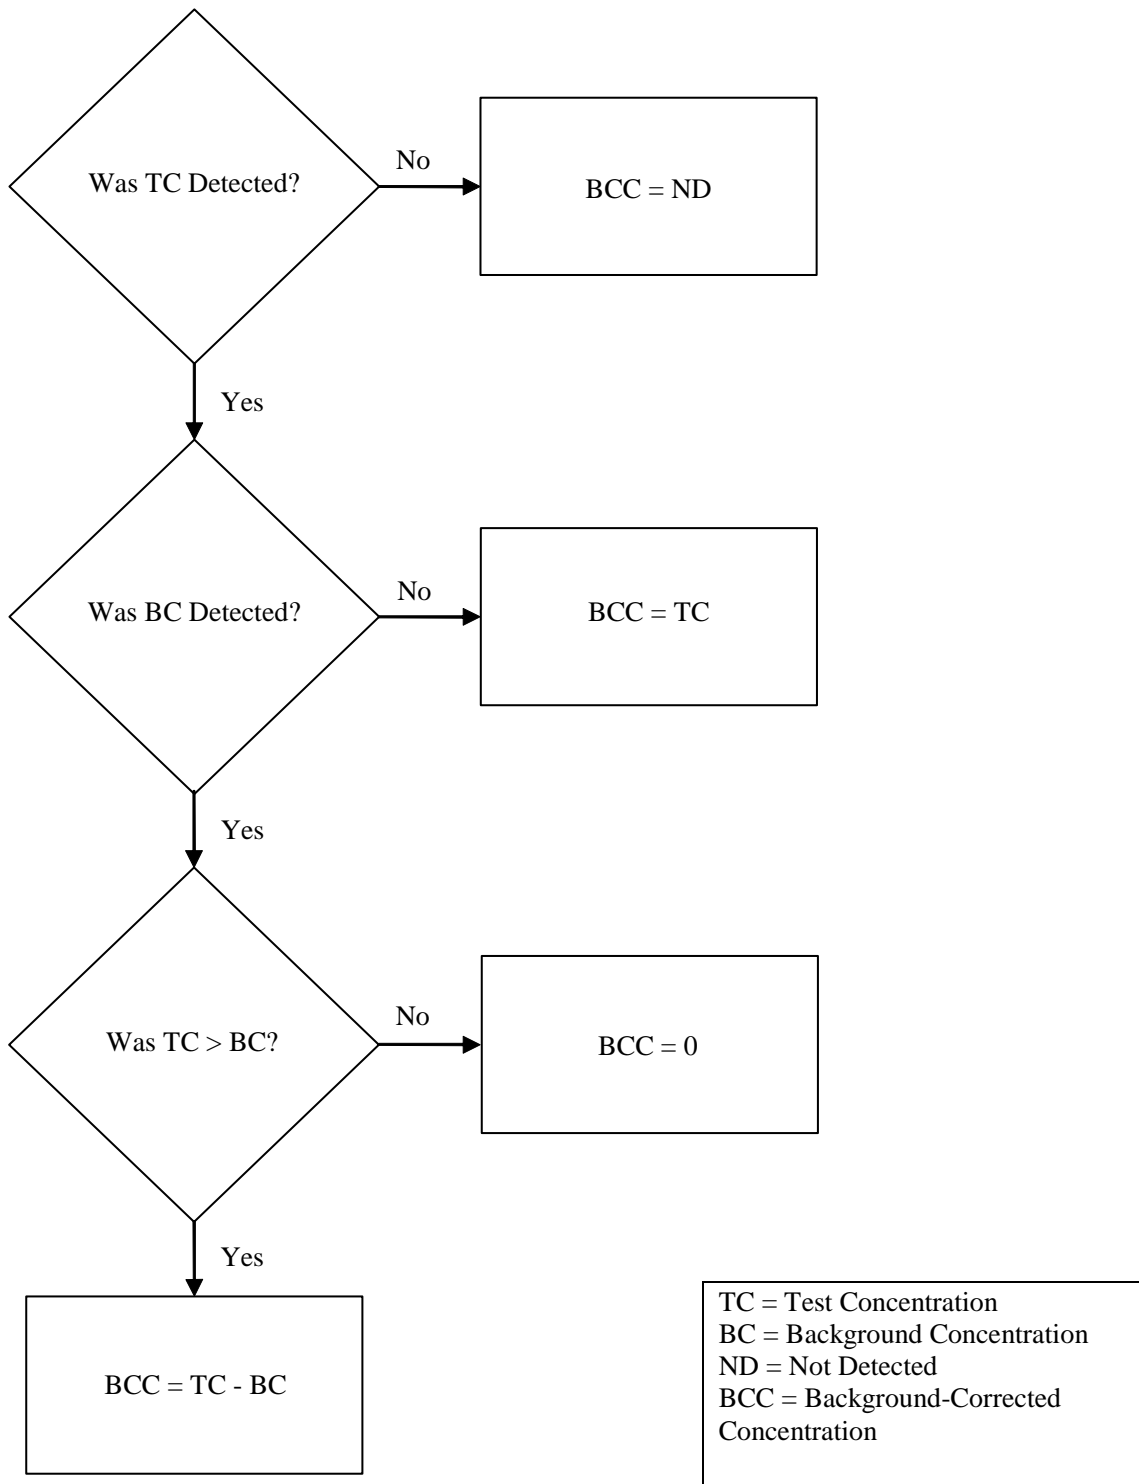 Was TC Detected?
No
BCC = ND
Yes
Was BC Detected?
No
BCC = TC
Yes
Was TC > BC?
No
BCC = 0
Yes
BCC = TC - BC
TC = Test Concentration
BC = Background Concentration
ND = Not Detected
BCC = Background-Corrected
Concentration